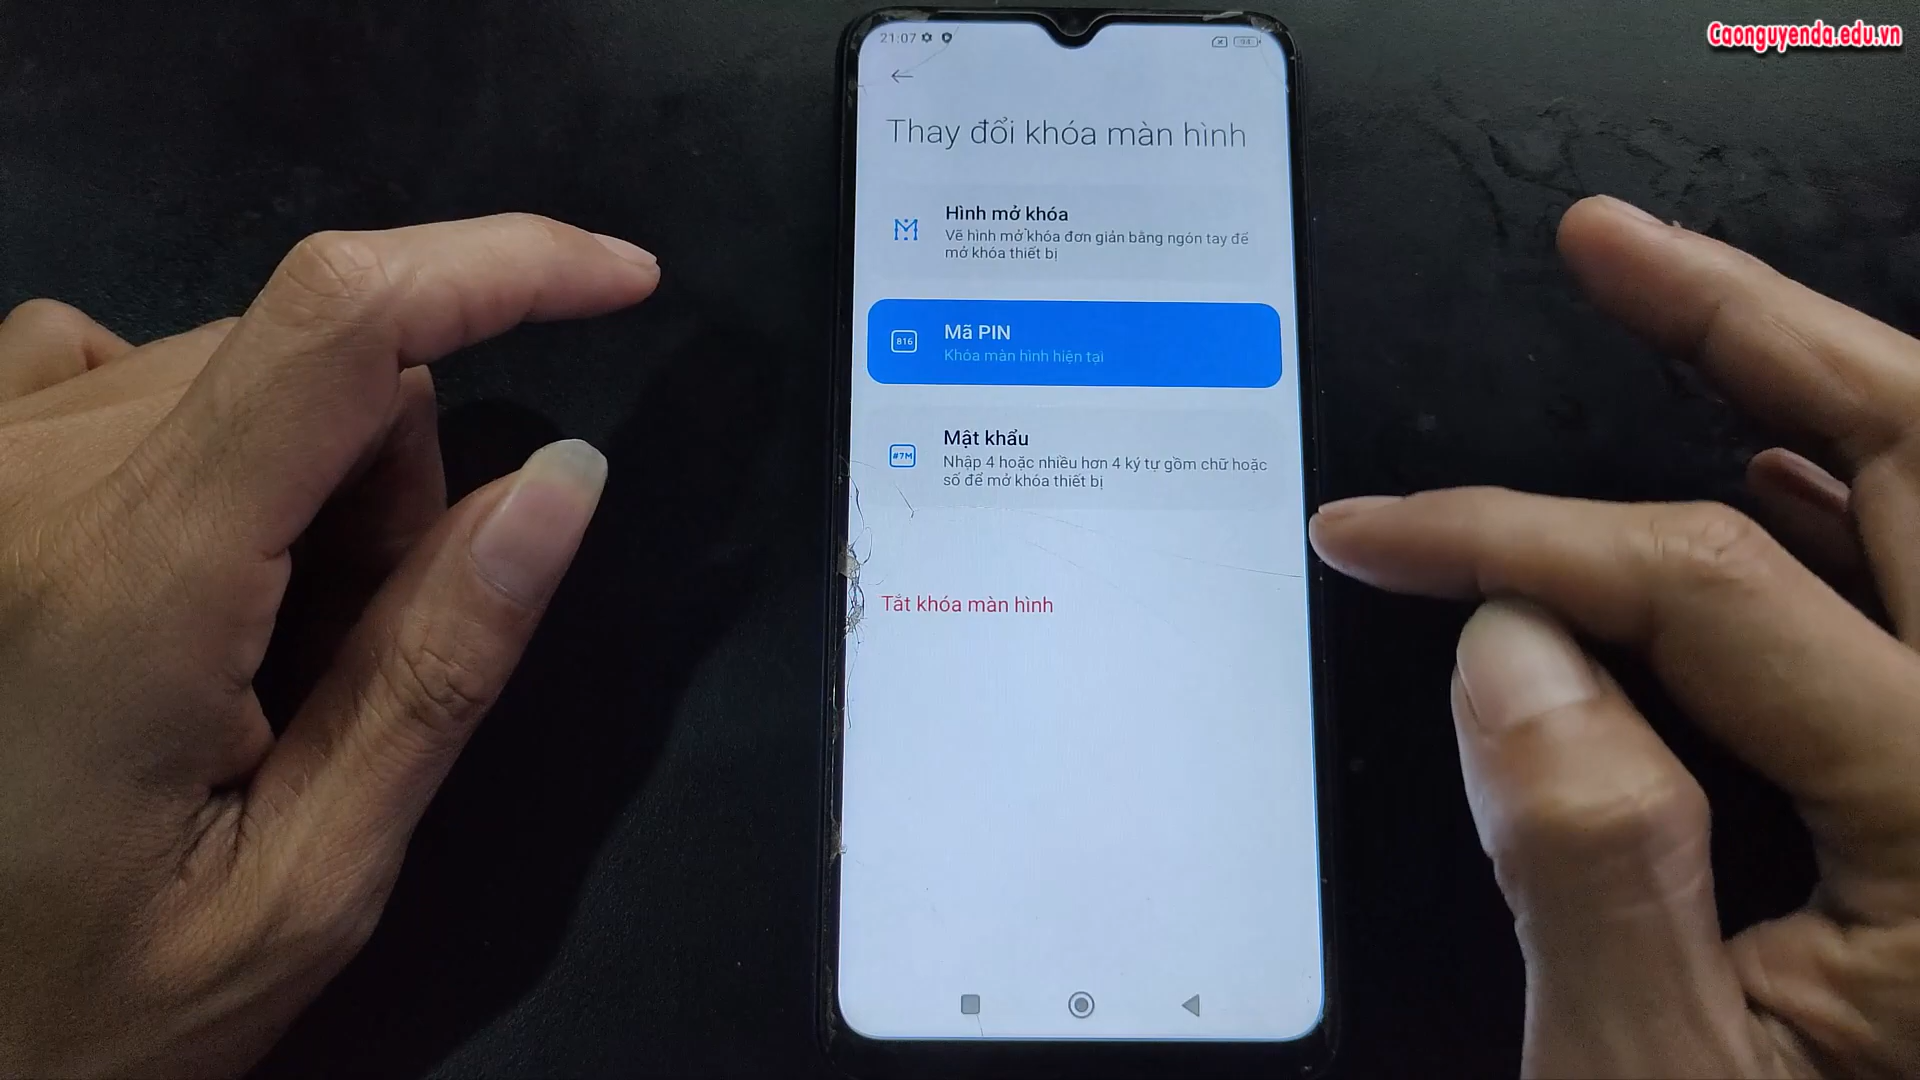 Caonguyenda.edu.vn
21:07
94
Thay đổi khóa màn hình
Hình mở khóa
Vẽ hình mở khóa đơn giản bằng ngón tay để
mở khóa thiết bị
816
Mã PIN
Khóa màn hình hiện tại
#7M
Mật khẩu
Nhập 4 hoặc nhiều hơn 4 ký tự gồm chữ hoặc
số để mở khóa thiết bị
Tắt khóa màn hình